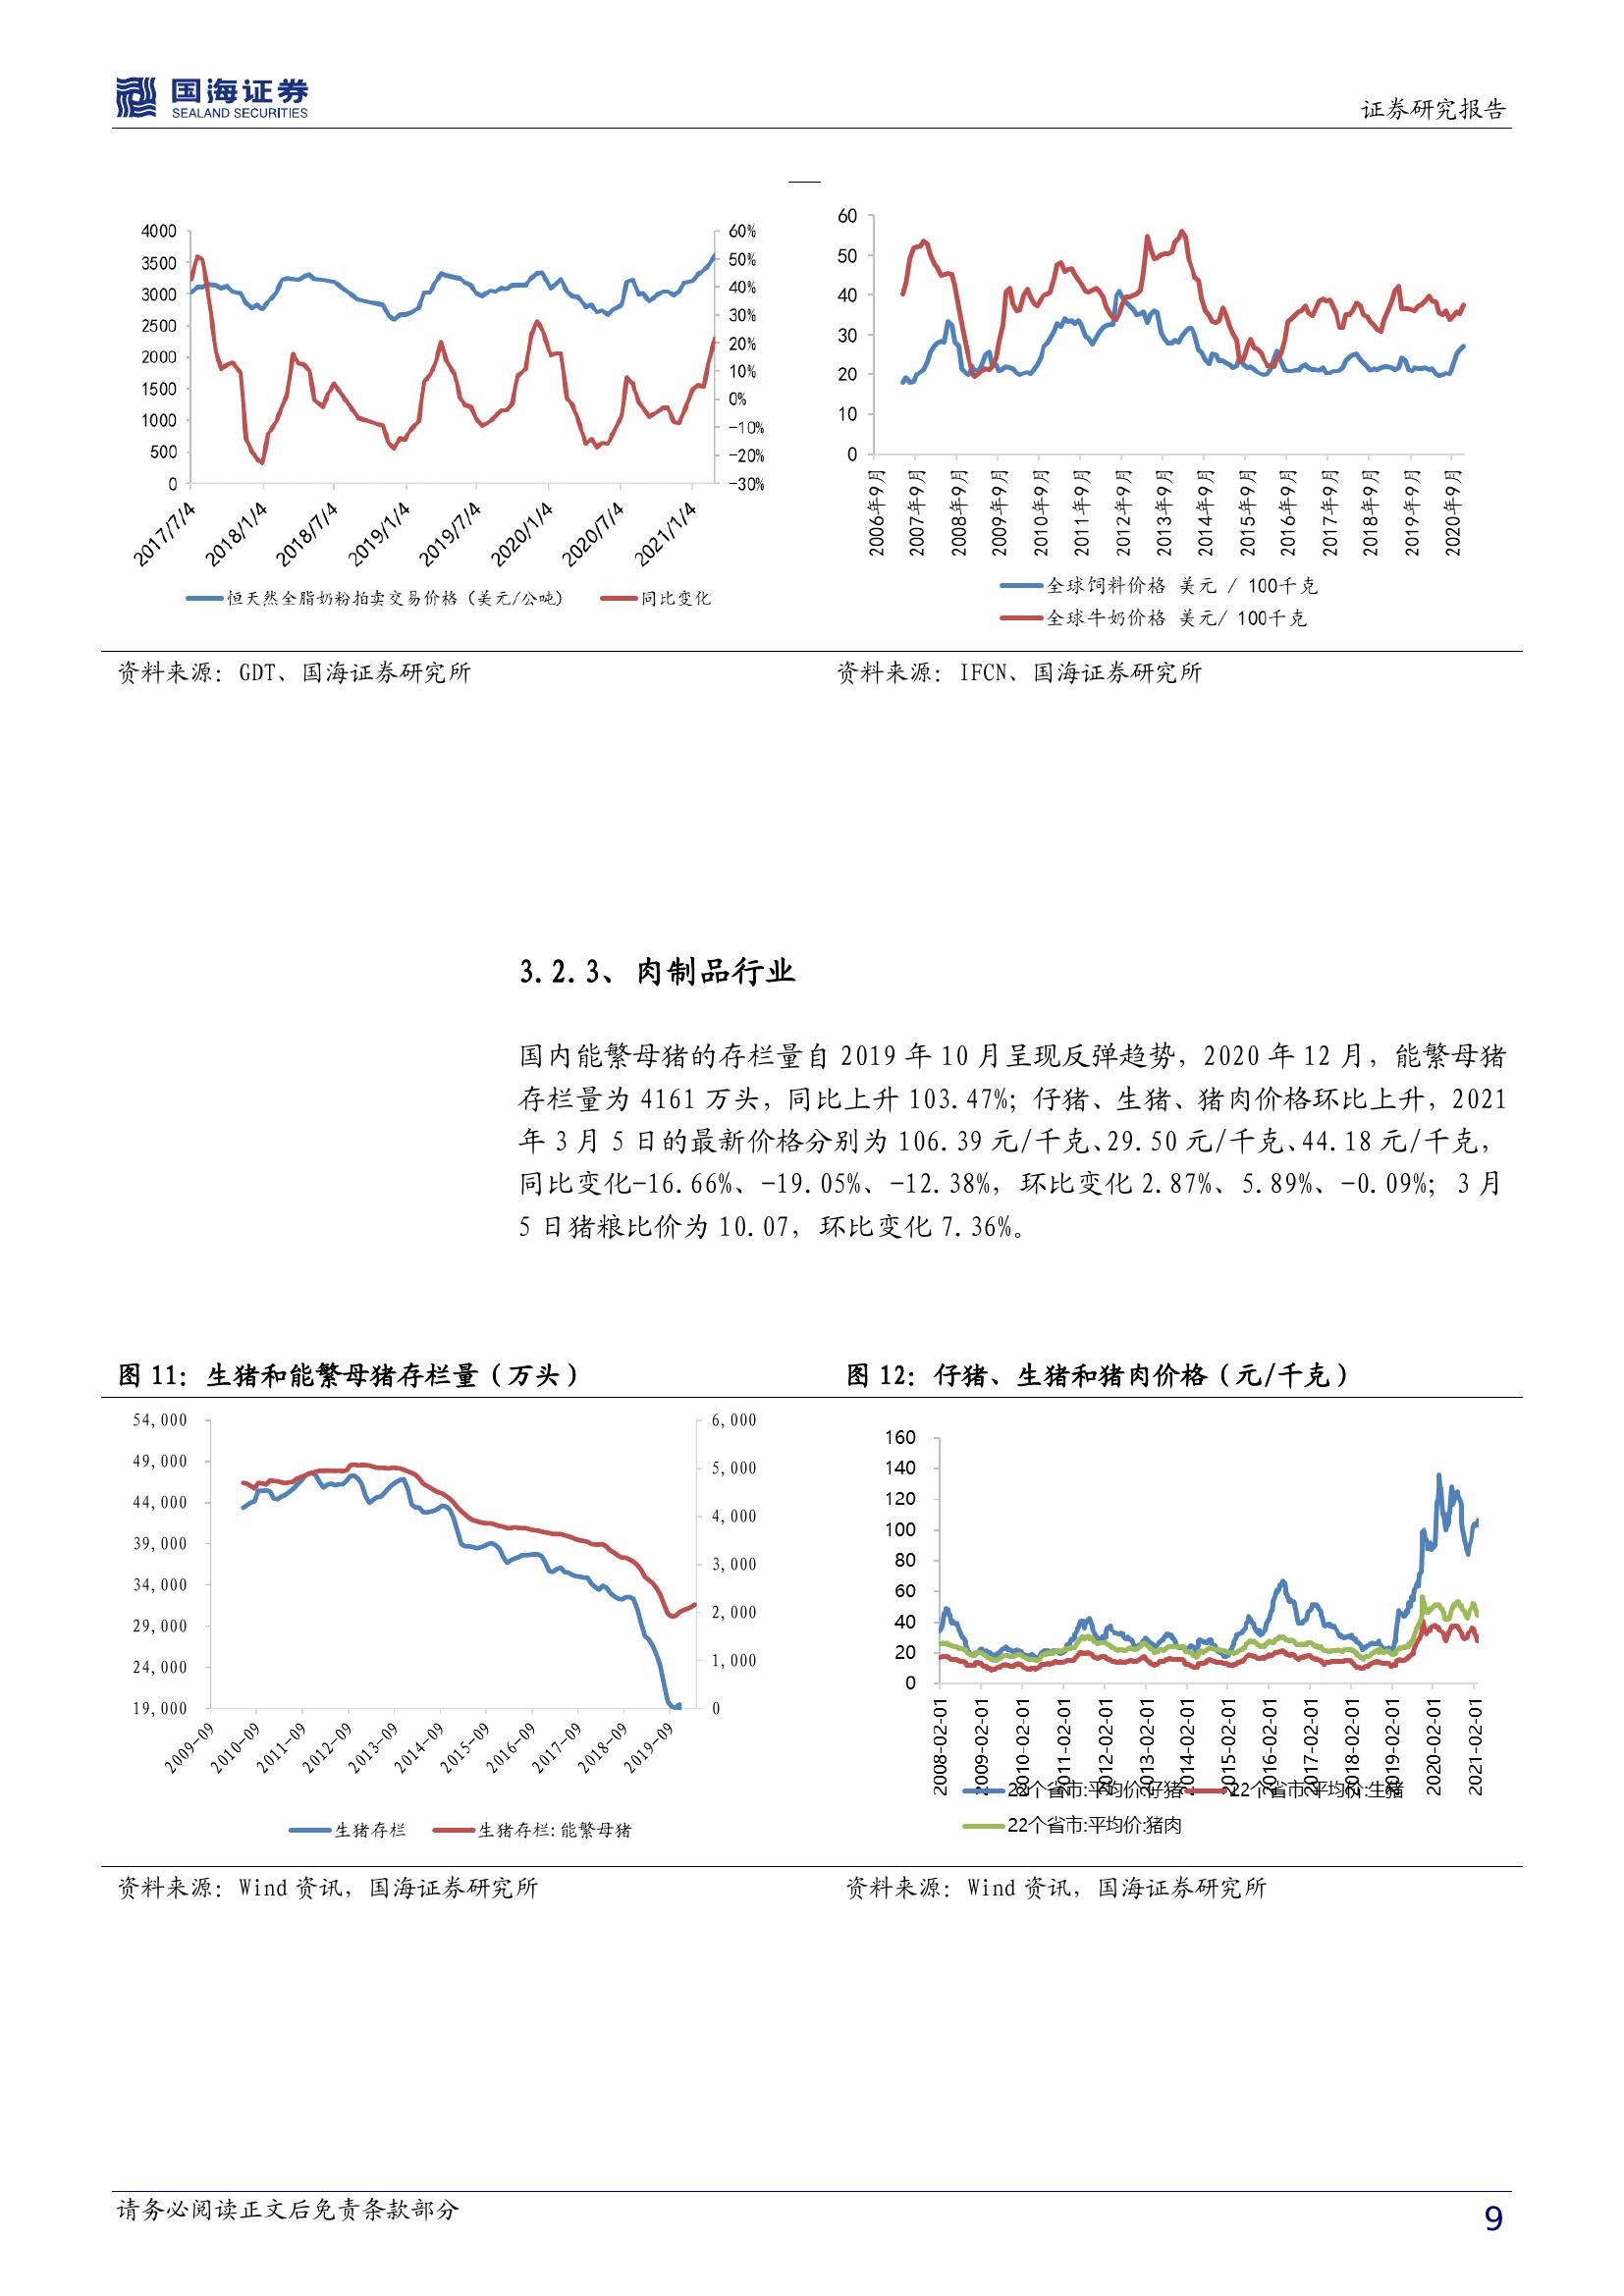 国海证券
SEALAND SECURITIES
证券研究报告
4000
3500
3000
2500
2000
1500
1000
500
0
60%
50%
40%
30%
20%
10%
0%
-10%
-20%
-30%
2017/7/4
2018/1/4
2018/7/4
2019/1/4
2019/7/4
2020/1/4
2020/7/4
2021/1/4
恒天然全脂奶粉拍卖交易价格(美元/公吨) 同比变化
60
50
40
30
20
10
0
2006年9月
2007年9月
2008年9月
2009年9月
2010年9月
2011年9月
2012年9月
2013年9月
2014年9月
2015年9月
2016年9月
2017年9月
2018年9月
2019年9月
2020年9月
全球饲料价格 美元 / 100千克
全球牛奶价格 美元/ 100千克
资料来源：GDT、国海证券研究所
资料来源：IFCN、国海证券研究所
3.2.3、肉制品行业
国内能繁母猪的存栏量自 2019 年 10 月呈现反弹趋势，2020 年 12 月，能繁母猪
存栏量为 4161 万头，同比上升 103.47%；仔猪、生猪、猪肉价格环比上升，2021
年 3 月 5 日的最新价格分别为 106.39 元/千克、29.50 元/千克、44.18 元/千克，
同比变化-16.66%、-19.05%、-12.38%，环比变化 2.87%、5.89%、-0.09%；3 月
5 日猪粮比价为 10.07，环比变化 7.36%。
图 11：生猪和能繁母猪存栏量（万头）
图 12：仔猪、生猪和猪肉价格（元/千克）
54,000
49,000
44,000
39,000
34,000
29,000
24,000
19,000
6,000
5,000
4,000
3,000
2,000
1,000
0
2009-09
2010-09
2011-09
2012-09
2013-09
2014-09
2015-09
2016-09
2017-09
2018-09
2019-09
生猪存栏 生猪存栏:能繁母猪
160
140
120
100
80
60
40
20
0
2008-02-01
2009-02-01
2010-02-01
2011-02-01
2012-02-01
2013-02-01
2014-02-01
2015-02-01
2016-02-01
2017-02-01
2018-02-01
2019-02-01
2020-02-01
2021-02-01
22个省市:平均价:仔猪 22个省市:平均价:生猪
22个省市:平均价:猪肉
资料来源：Wind 资讯，国海证券研究所
资料来源：Wind 资讯，国海证券研究所
请务必阅读正文后免责条款部分
9